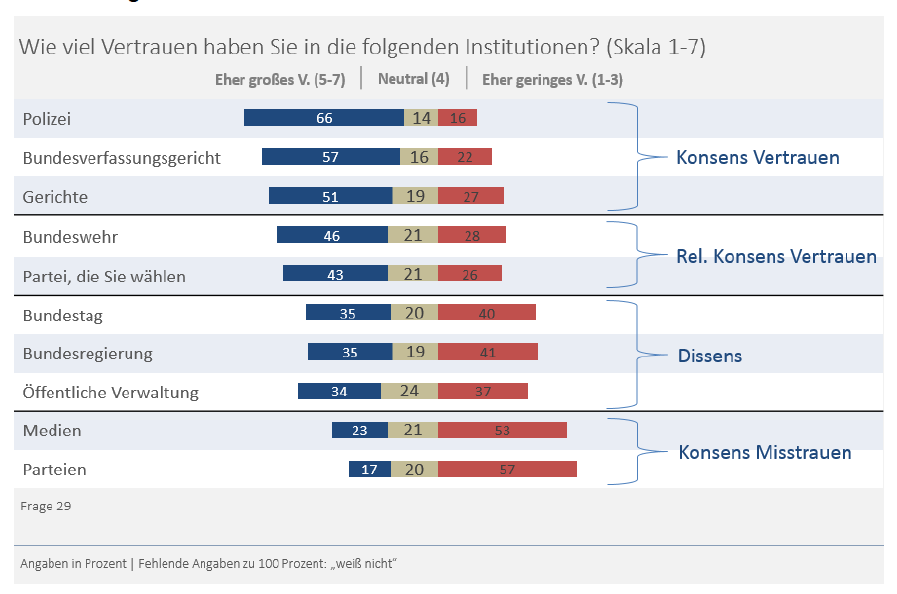 Wie viel Vertrauen haben Sie in die folgenden Institutionen? (Skala 1-7)
Eher großes V. (5-7) | Neutral (4) | Eher geringes V. (1-3)
Polizei 66 14 16
Bundesverfassungsgericht 57 16 22 Konsens Vertrauen
Gerichte 51 19 27
Bundeswehr 46 21 28
Rel. Konsens Vertrauen
Partei, die Sie wählen 43 21 26
Bundestag 35 20 40
Bundesregierung 35 19 41 Dissens
Öffentliche Verwaltung 34 24 37
Medien 23 21 53
Konsens Misstrauen
Parteien 17 20 57
Frage 29
Angaben in Prozent | Fehlende Angaben zu 100 Prozent: „weiß nicht“